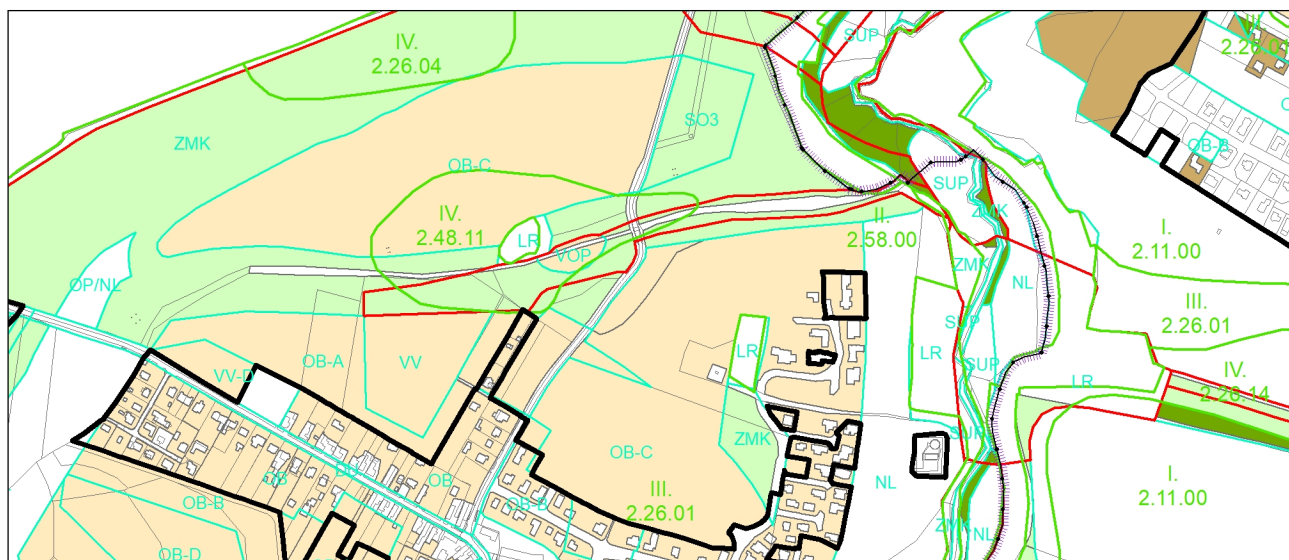 SUP
IV.
2.26.04
SO3
ZMK
OB-B
OB-C
IV.
2.48.11
LR
VOP
SUP
ZMK
II.
2.58.00
I.
2.11.00
ZMK
NL
OP/NL
SUP
III.
2.26.01
OB-A
VV
VV-D
LR
LR
SUP
LR
IV.
2.26.14
ZMK
SUP
OB-C
OB
OB
NL
I.
2.11.00
III.
2.26.01
OB-B
OB-B
ZMK
NL
OB-D